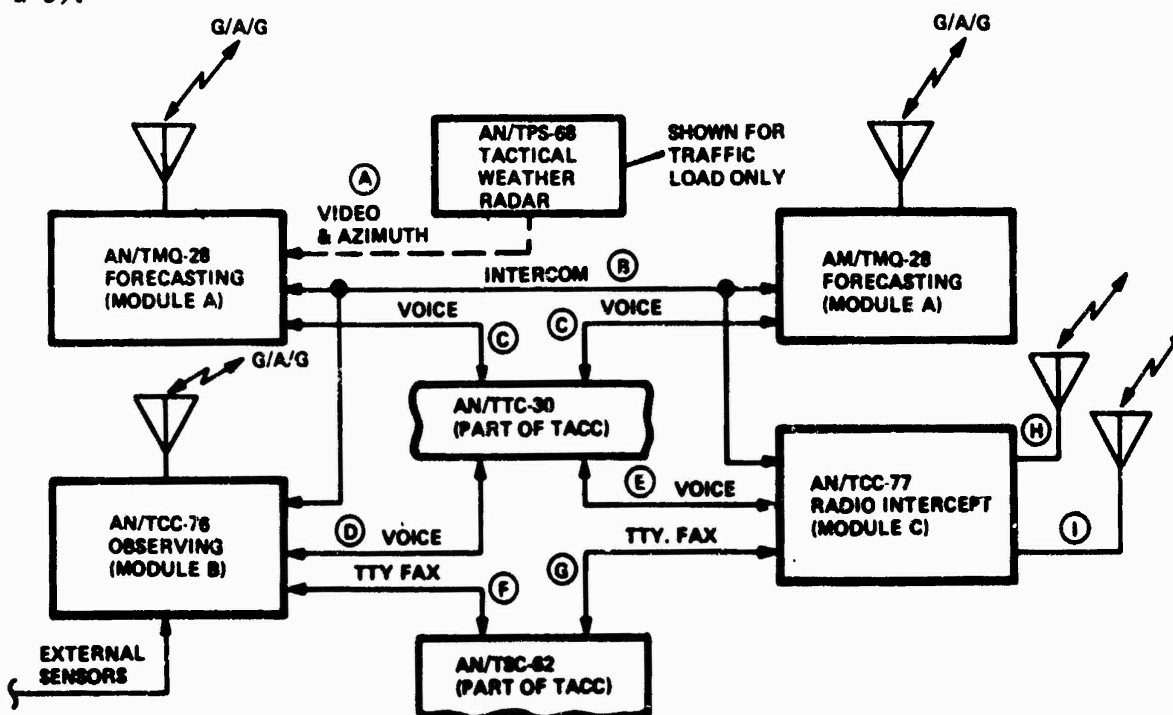 G/A/G
G/A/G
AN/TPS-68
TACTICAL
WEATHER
RADAR
SHOWN FOR
TRAFFIC
LOAD ONLY
A
VIDEO
& AZIMUTH
AN/TMQ-28
FORECASTING
(MODULE A)
INTERCOM B
AM/TMQ-28
FORECASTING
(MODULE A)
VOICE
C
C
VOICE
G/A/G
AN/TTC-30
(PART OF TACC)
H
AN/TCC-76
OBSERVING
(MODULE B)
D VOICE
E VOICE
AN/TCC-77
RADIO INTERCEPT
(MODULE C)
I
TTY FAX
F
G
TTY. FAX
EXTERNAL
SENSORS
AN/TSC-62
(PART OF TACC)